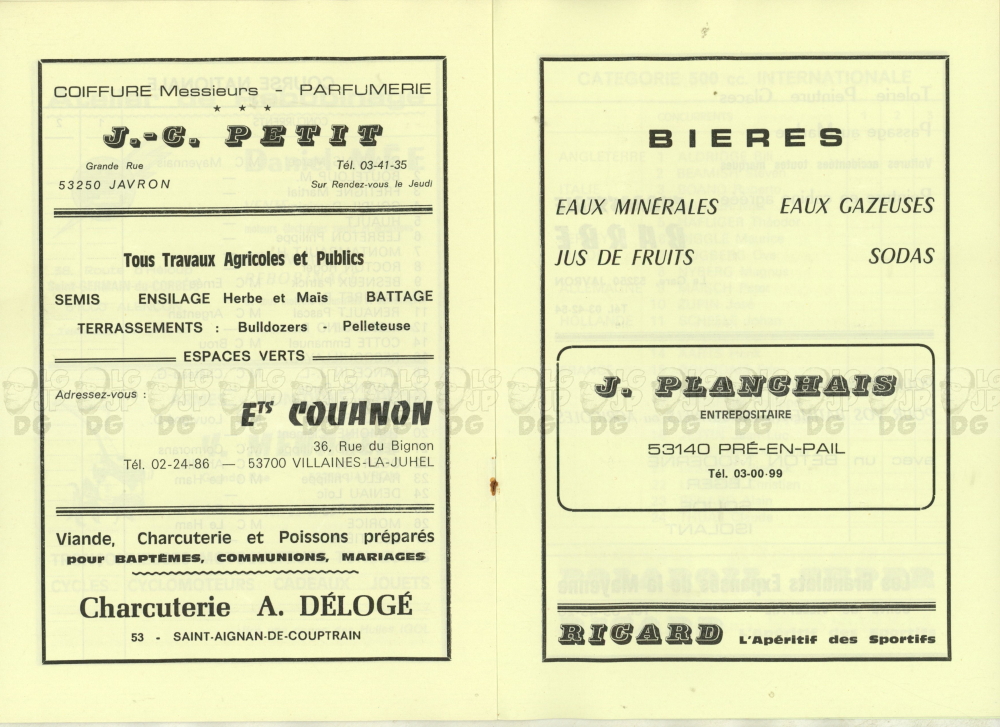 COIFFURE Messieurs - PARFUMERIE
* * *
J.-C. PETIT
Grande Rue
Tél. 03-41-35
53250 JAVRON
Sur Rendez-vous le Jeudi
Tous Travaux Agricoles et Publics
SEMIS ENSILAGE Herbe et Maïs BATTAGE
TERRASSEMENTS : Bulldozers - Pelleteuse
ESPACES VERTS
Adressez-vous :
ETS COUANON
36, Rue du Bignon
Tél. 02-24-86 — 53700 VILLAINES-LA-JUHEL
Viande, Charcuterie et Poissons préparés
pour BAPTÊMES, COMMUNIONS, MARIAGES
Charcuterie A. DÉLOGÉ
53 - SAINT-AIGNAN-DE-COUPTRAIN
BIERES
EAUX MINÉRALES EAUX GAZEUSES
JUS DE FRUITS SODAS
J. PLANCHAIS
ENTREPOSITAIRE
53140 PRÉ-EN-PAIL
Tél. 03-00-99
RICARD L'Apéritif des Sportifs